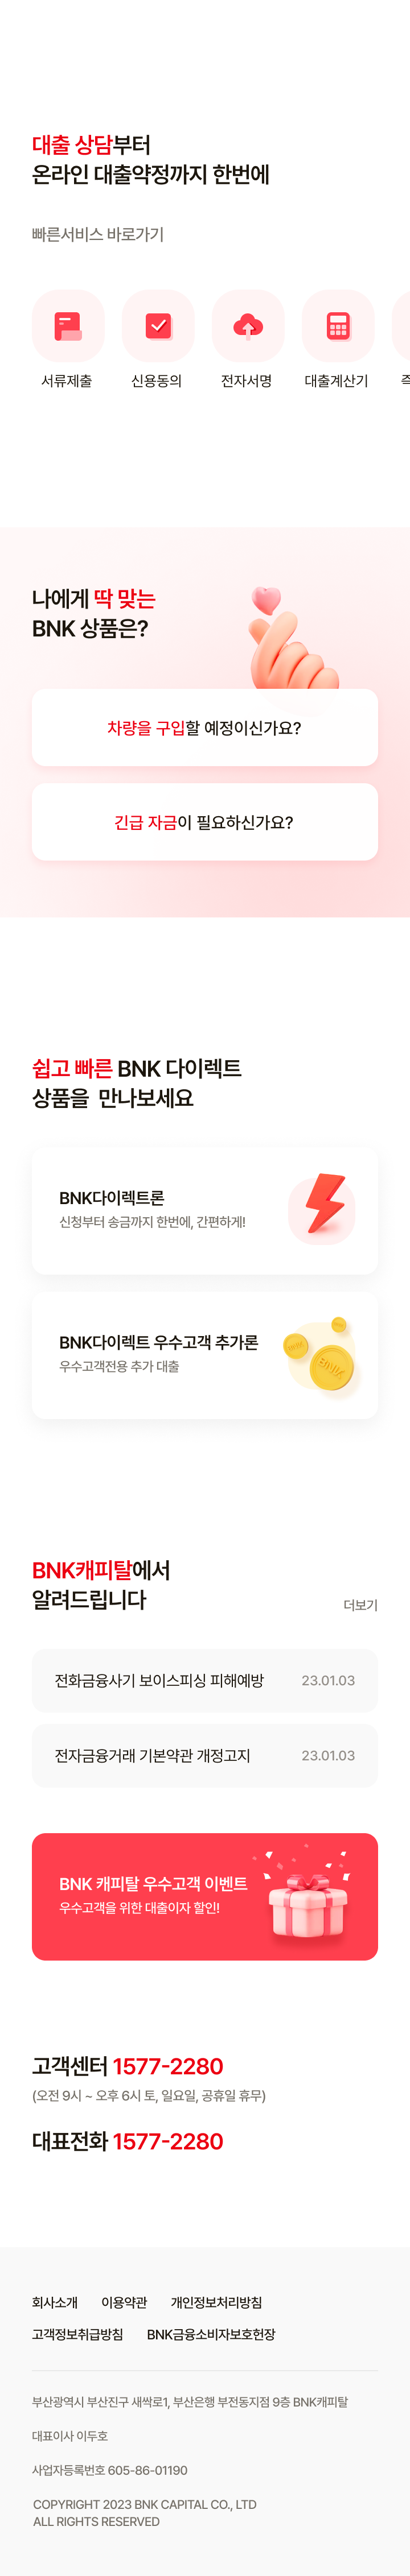 대출 상담부터
온라인 대출약정까지 한번에
빠른서비스 바로가기
서류제출
신용동의
전자서명
대출계산기
나에게 딱 맞는
BNK 상품은?
차량을 구입할 예정이신가요?
긴급 자금이 필요하신가요?
쉽고 빠른 BNK 다이렉트
상품을 만나보세요
BNK다이렉트론
신청부터 송금까지 한번에, 간편하게!
BNK다이렉트 우수고객 추가론
우수고객전용 추가 대출
BNK
BNK캐피탈에서
알려드립니다
더보기
전화금융사기 보이스피싱 피해예방 23.01.03
전자금융거래 기본약관 개정고지 23.01.03
BNK 캐피탈 우수고객 이벤트
우수고객을 위한 대출이자 할인!
고객센터 1577-2280
(오전 9시 ~ 오후 6시 토, 일요일, 공휴일 휴무)
대표전화 1577-2280
회사소개 이용약관 개인정보처리방침
고객정보취급방침 BNK금융소비자보호헌장
부산광역시 부산진구 새싹로1, 부산은행 부전동지점 9층 BNK캐피탈
대표이사 이두호
사업자등록번호 605-86-01190
COPYRIGHT 2023 BNK CAPITAL CO., LTD
ALL RIGHTS RESERVED